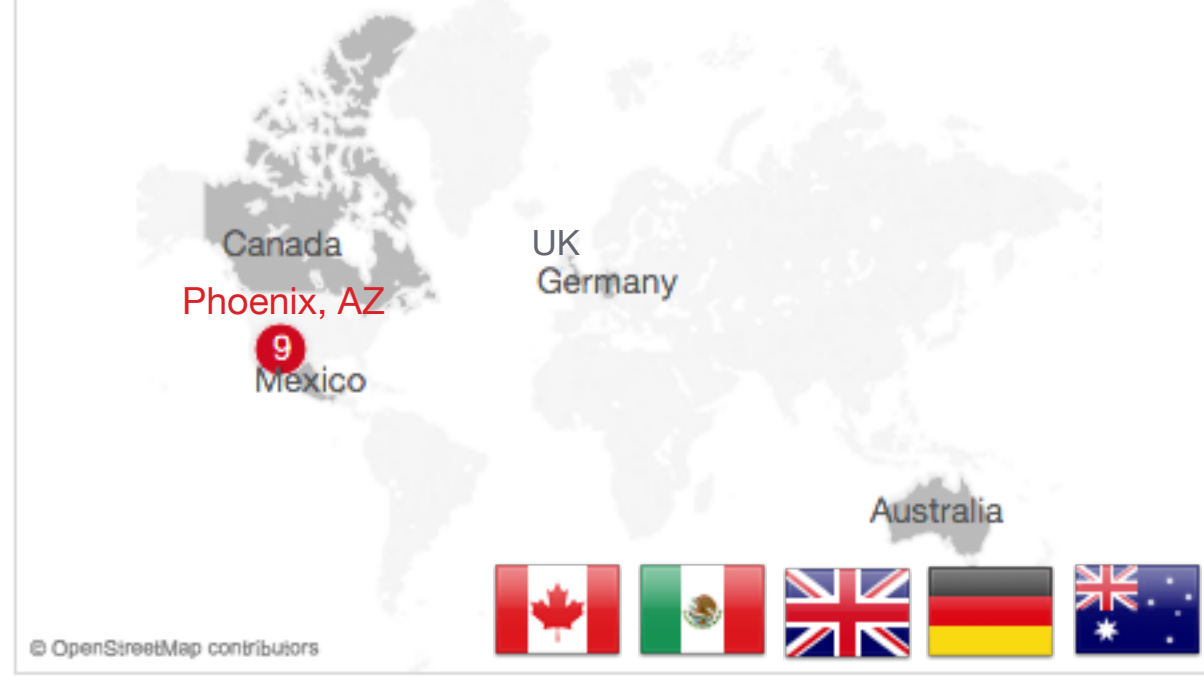 Canada
UK
Germany
Phoenix, AZ
9
Mexico
Australia
© OpenStreetMap contributors